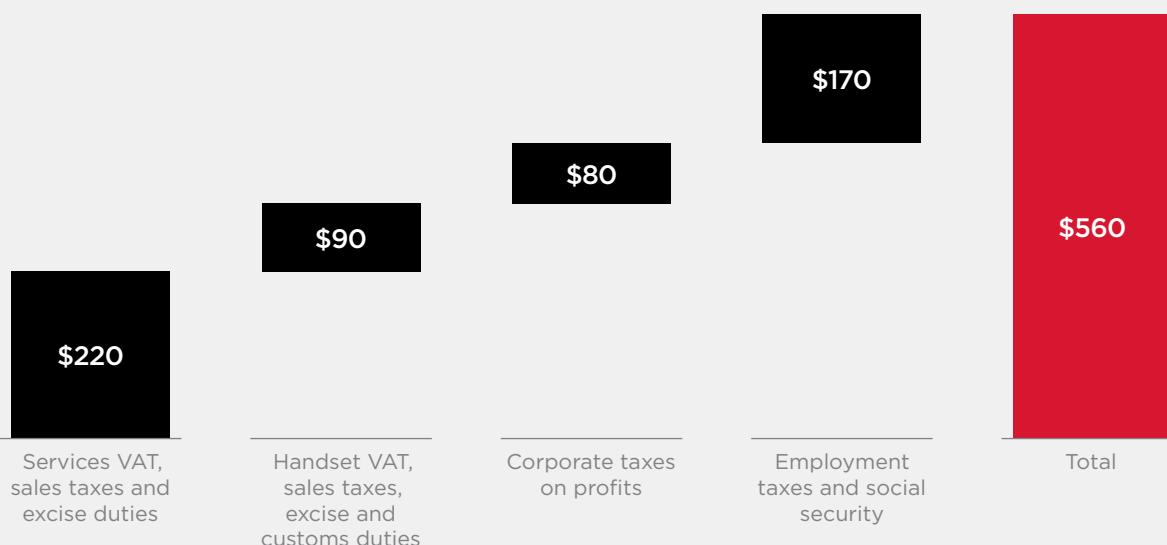 $170
$80
$90
$560
$220
Services VAT,
sales taxes and
excise duties
Handset VAT,
sales taxes,
excise and
customs duties
Corporate taxes
on profits
Employment
taxes and social
security
Total